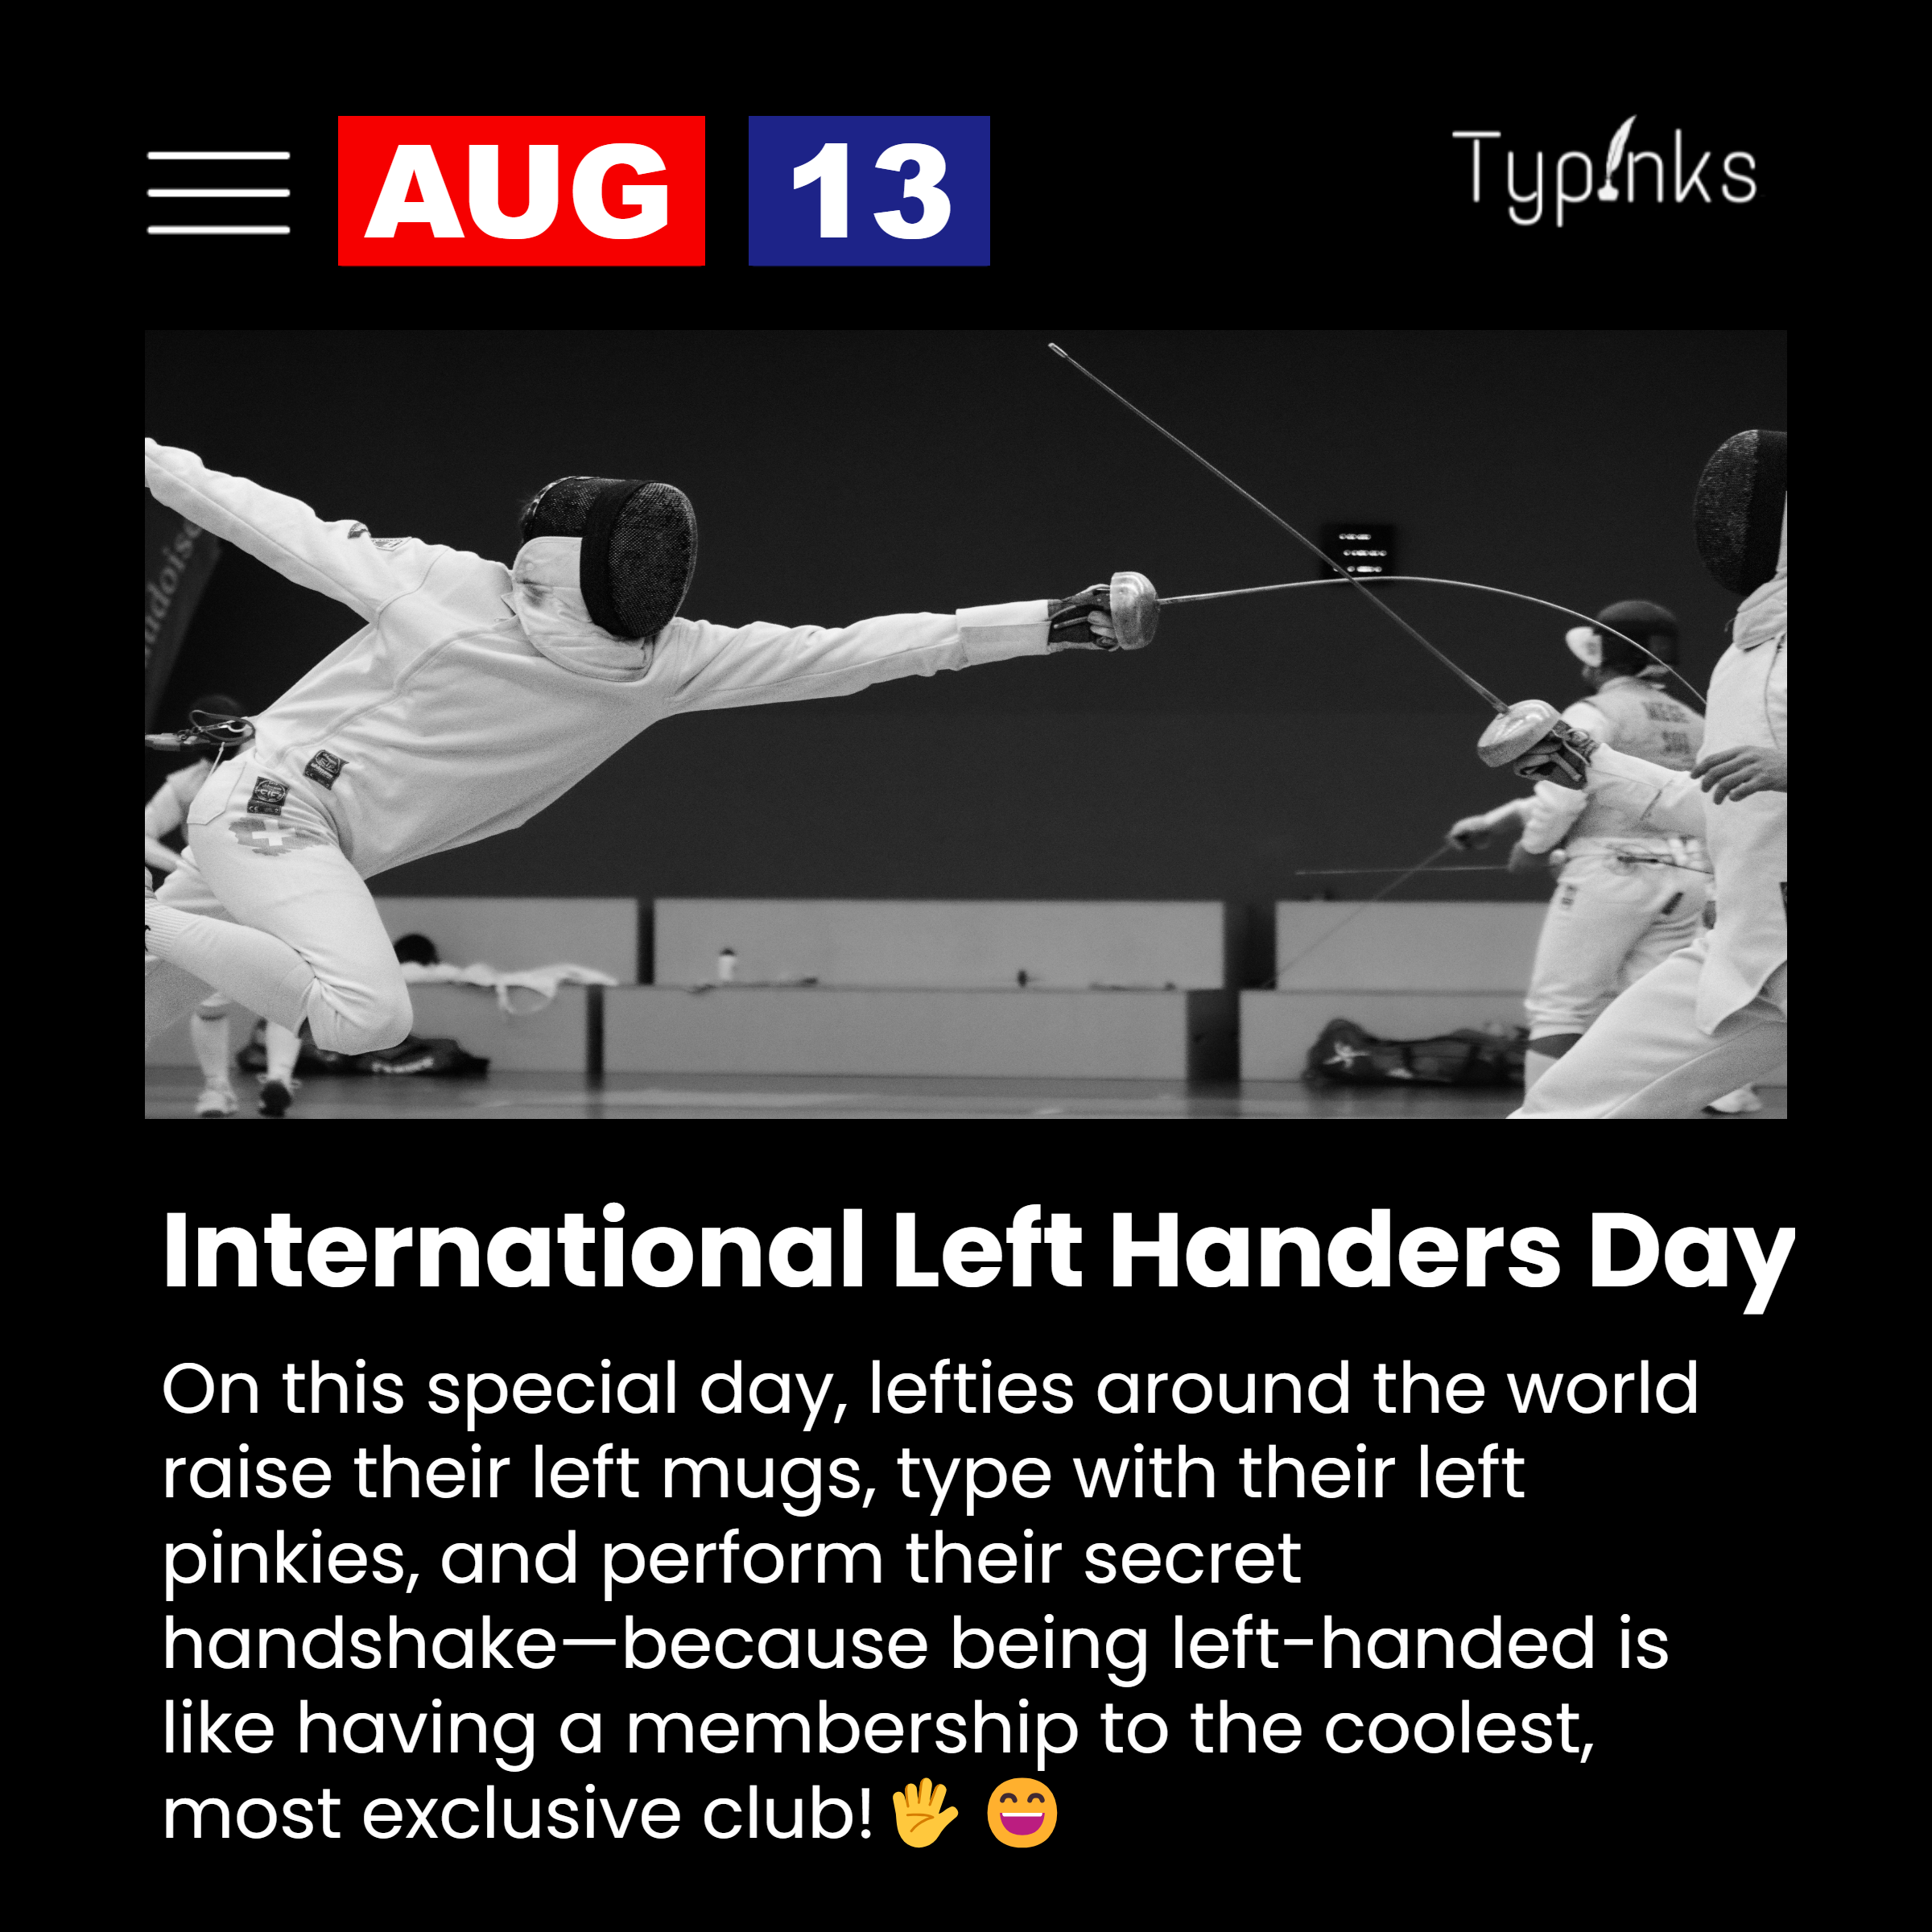 AUG 13
Typinks
International Left Handers Day
On this special day, lefties around the world
raise their left mugs, type with their left
pinkies, and perform their secret
handshake—because being left-handed is
like having a membership to the coolest,
most exclusive club! 🖐 😄